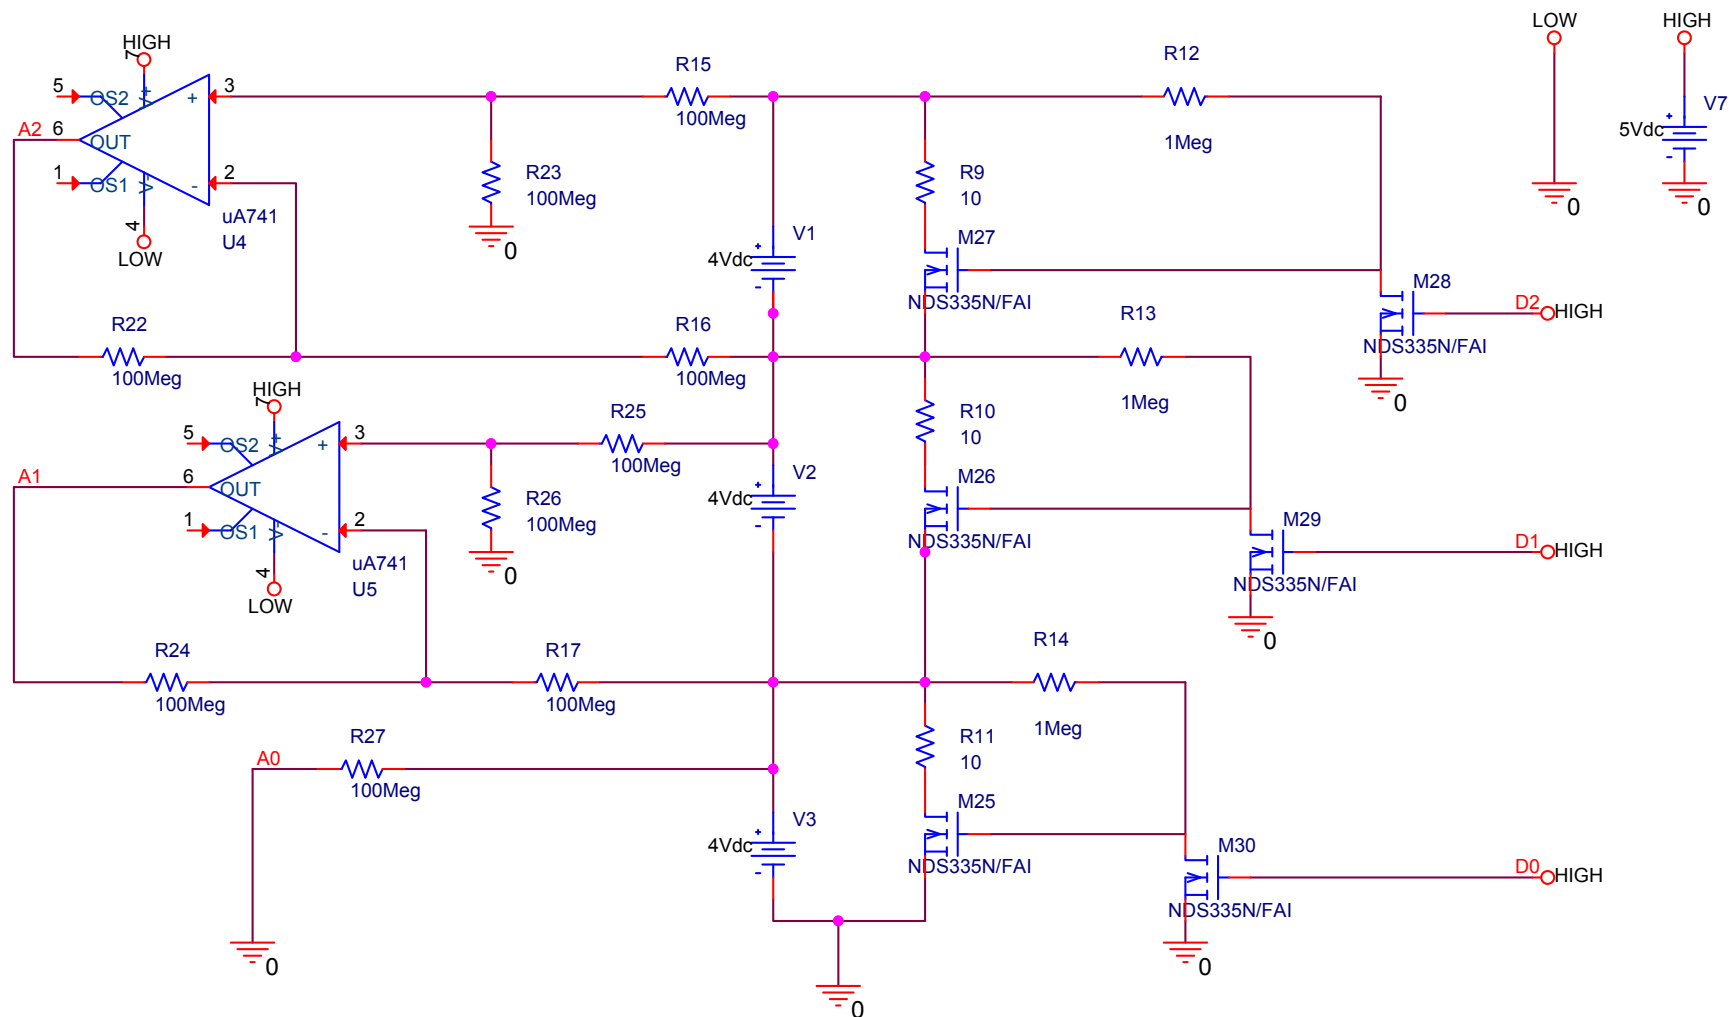 LOW
HIGH
HIGH
7
R15
R12
5
OS2
V+
+
3
100Meg
1Meg
V7
5Vdc
+
-
A2
6
OUT
1
OS1
V-
-
2
4
LOW
uA741
U4
R23
100Meg
0
R9
10
0
0
V1
4Vdc
+
-
M27
NDS335N/FAI
M28
NDS335N/FAI
D2
HIGH
0
R22
100Meg
R16
100Meg
R13
1Meg
HIGH
7
R25
100Meg
R10
10
5
OS2
V+
+
3
A1
6
OUT
1
OS1
V-
-
2
4
LOW
uA741
U5
R26
100Meg
0
V2
4Vdc
+
-
M26
NDS335N/FAI
M29
NDS335N/FAI
D1
HIGH
0
R24
100Meg
R17
100Meg
R14
1Meg
A0
R27
100Meg
R11
10
V3
4Vdc
+
-
M25
NDS335N/FAI
M30
NDS335N/FAI
D0
HIGH
0
0
0